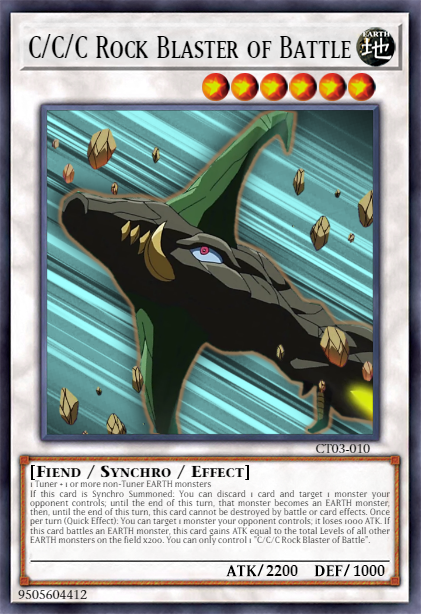 C/C/C Rock Blaster of Battle
EARTH
地
CT03-010
[Fiend / Synchro / Effect]
1 Tuner + 1 or more non-Tuner EARTH monsters
If this card is Synchro Summoned: You can discard 1 card and target 1 monster your
opponent controls; until the end of this turn, that monster becomes an EARTH monster,
then, until the end of this turn, this card cannot be destroyed by battle or card effects. Once
per turn (Quick Effect): You can target 1 monster your opponent controls; it loses 1000 ATK. If
this card battles an EARTH monster, this card gains ATK equal to the total Levels of all other
EARTH monsters on the field x200. You can only control 1 "C/C/C Rock Blaster of Battle".
ATK/2200 DEF/1000
9505604412